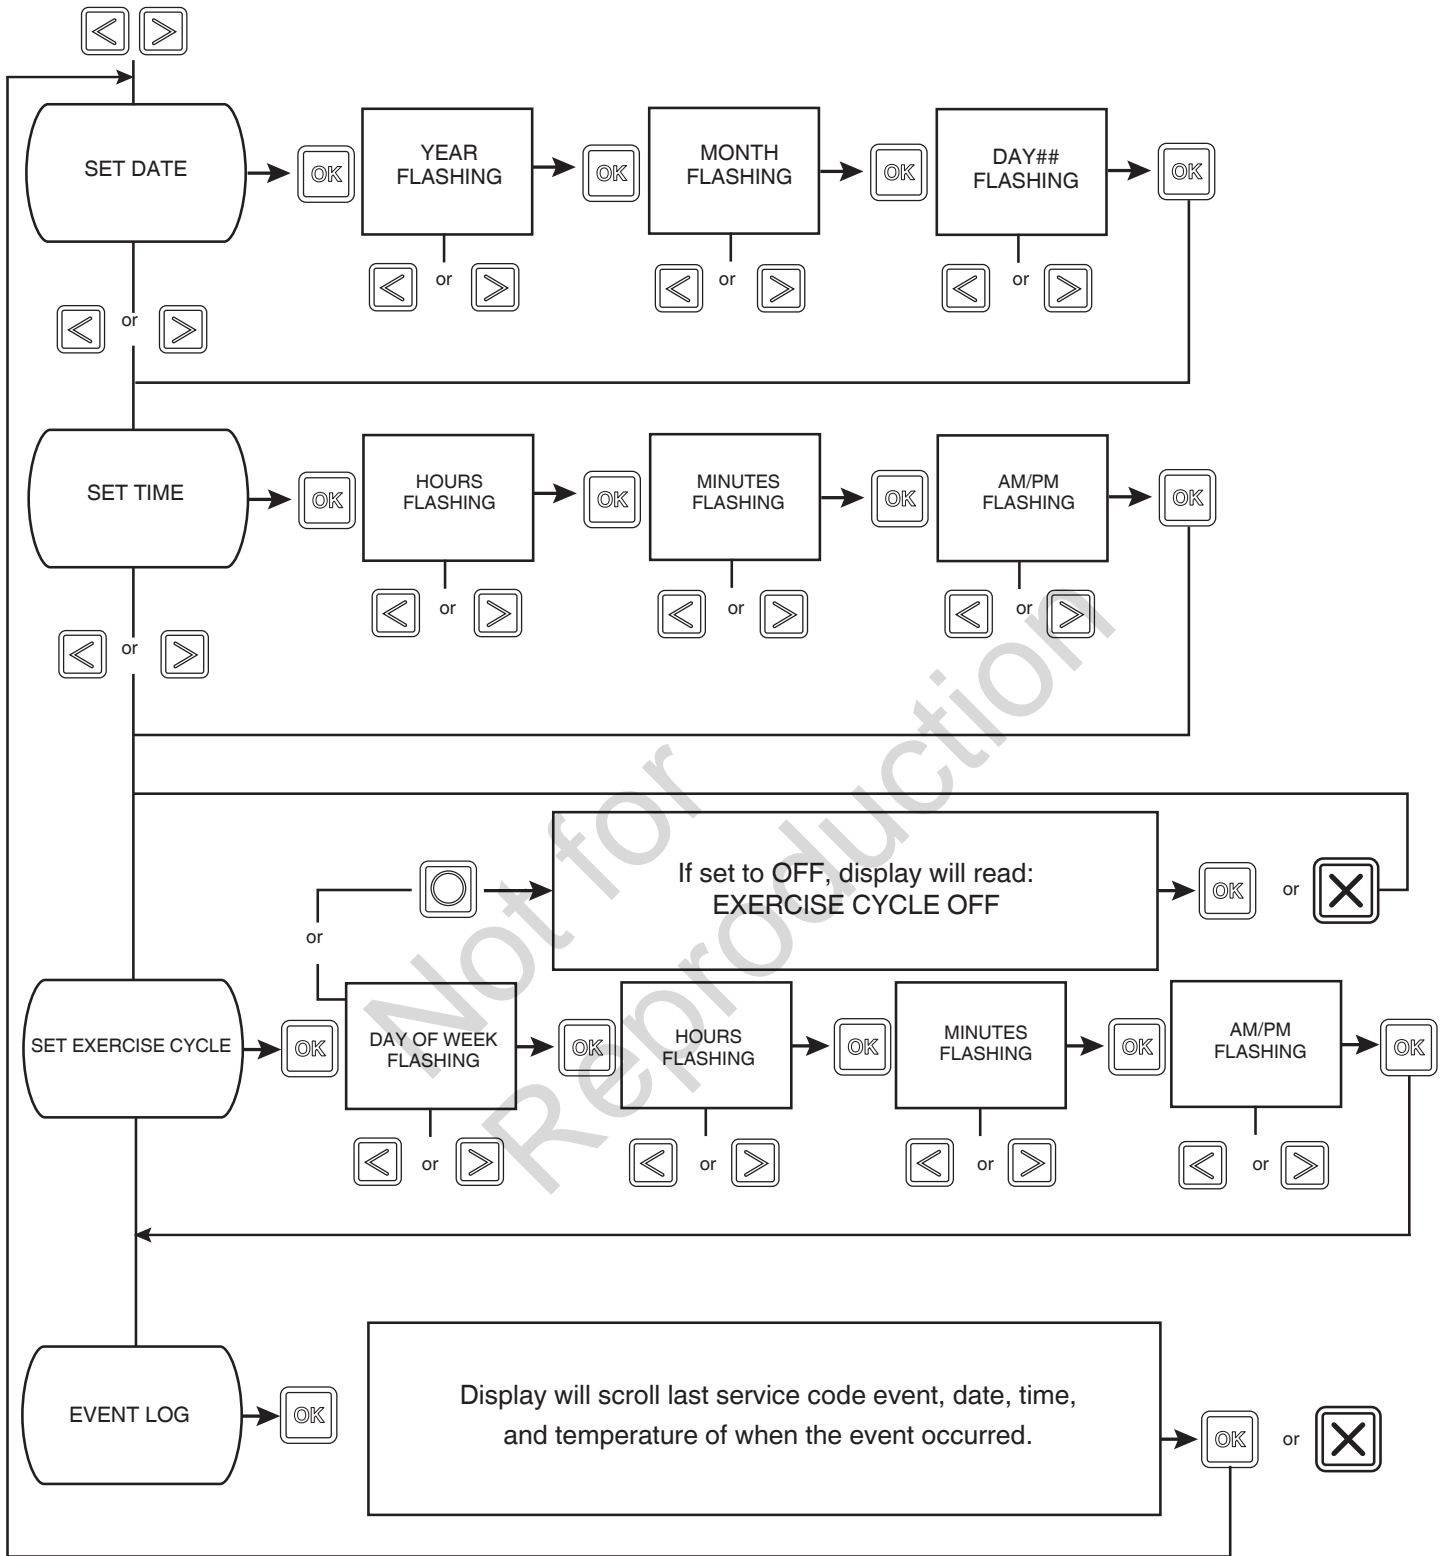 SET DATE
OK
YEAR
FLASHING
OK
MONTH
FLASHING
OK
DAY##
FLASHING
OK
or
or
or
or
SET TIME
OK
HOURS
FLASHING
OK
MINUTES
FLASHING
OK
AM/PM
FLASHING
OK
or
or
or
or
If set to OFF, display will read:
EXERCISE CYCLE OFF
OK
or
or
SET EXERCISE CYCLE
OK
DAY OF WEEK
FLASHING
OK
HOURS
FLASHING
OK
MINUTES
FLASHING
OK
AM/PM
FLASHING
OK
or
or
or
or
EVENT LOG
OK
Display will scroll last service code event, date, time,
and temperature of when the event occurred.
OK
or
Not for
Reproduction